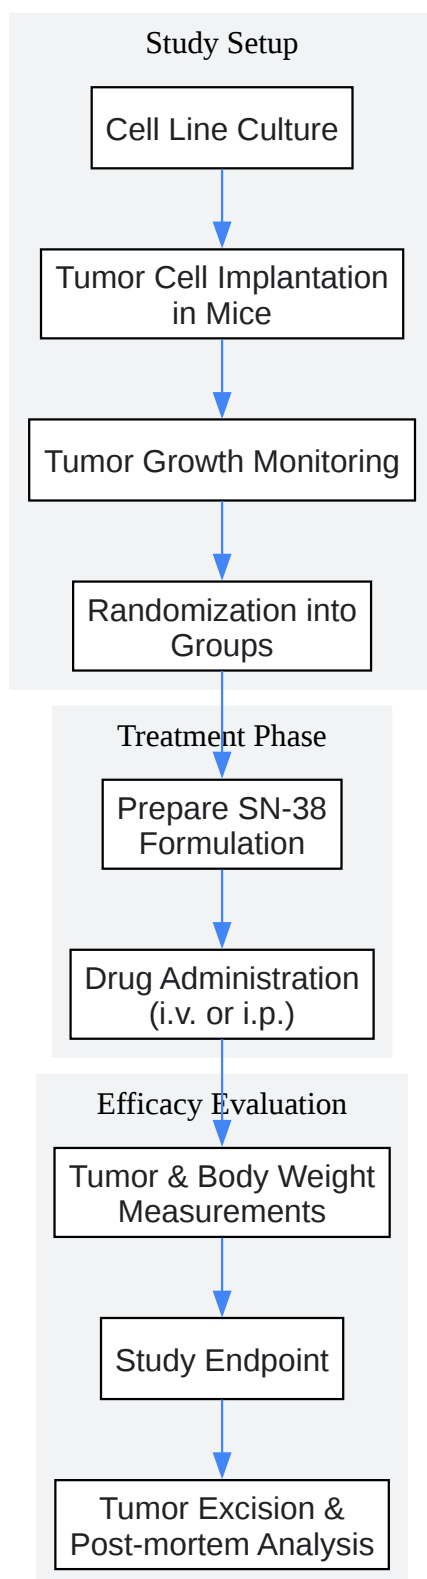 Study Setup
Cell Line Culture
Tumor Cell Implantation
in Mice
Tumor Growth Monitoring
Randomization into
Groups
Treatment Phase
Prepare SN-38
Formulation
Drug Administration
(i.v. or i.p.)
Efficacy Evaluation
Tumor & Body Weight
Measurements
Study Endpoint
Tumor Excision &
Post-mortem Analysis